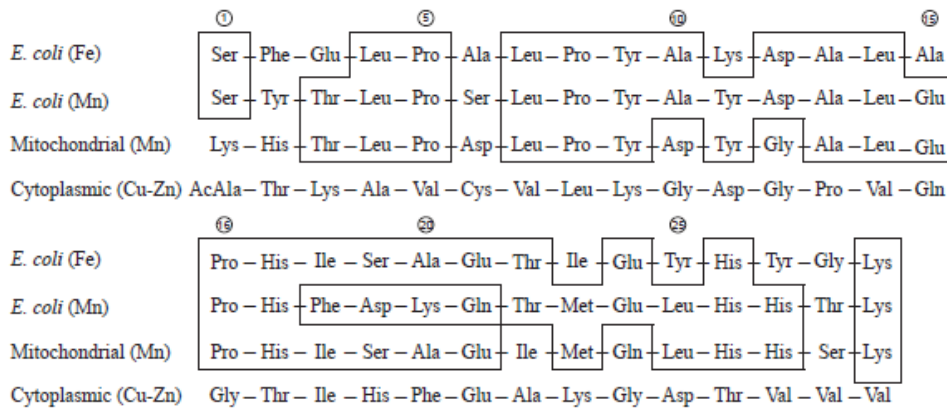 ① ⑤ ⑩ ⑮
E. coli (Fe) Ser – Phe – Glu – Leu – Pro – Ala – Leu – Pro – Tyr – Ala – Lys – Asp – Ala – Leu – Ala
E. coli (Mn) Ser – Tyr – Thr – Leu – Pro – Ser – Leu – Pro – Tyr – Ala – Tyr – Asp – Ala – Leu – Glu
Mitochondrial (Mn) Lys – His – Thr – Leu – Pro – Asp – Leu – Pro – Tyr – Asp – Tyr – Gly – Ala – Leu – Glu
Cytoplasmic (Cu-Zn) AcAla – Thr – Lys – Ala – Val – Cys – Val – Leu – Lys – Gly – Asp – Gly – Pro – Val – Gln
⑯ ⑳ ㉕
E. coli (Fe) Pro – His – Ile – Ser – Ala – Glu – Thr – Ile – Glu – Tyr – His – Tyr – Gly – Lys
E. coli (Mn) Pro – His – Phe – Asp – Lys – Gln – Thr – Met – Glu – Leu – His – His – Thr – Lys
Mitochondrial (Mn) Pro – His – Ile – Ser – Ala – Glu – Ile – Met – Gln – Leu – His – His – Ser – Lys
Cytoplasmic (Cu-Zn) Gly – Thr – Ile – His – Phe – Glu – Ala – Lys – Gly – Asp – Thr – Val – Val – Val